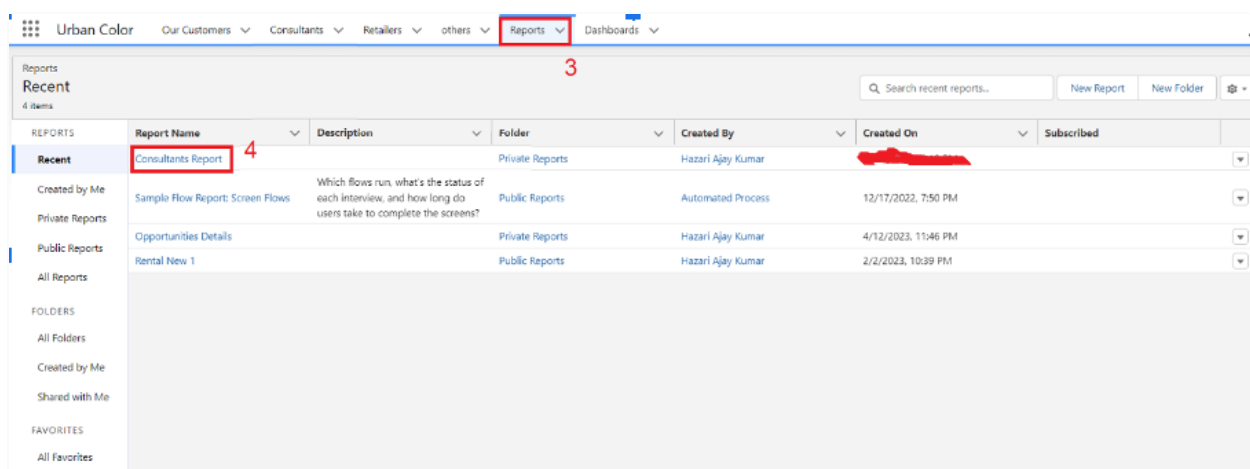 Urban Color Our Customers Consultants Retailers others Reports Dashboards
3
Reports
Recent
4 items
Search recent reports... New Report New Folder
REPORTS Report Name Description Folder Created By Created On Subscribed
Recent Consultants Report 4 Private Reports Hazari Ajay Kumar
Created by Me
Private Reports
Public Reports
All Reports
Which flows run, what's the status of
each interview, and how long do
users take to complete the screens?
Sample Flow Report: Screen Flows Public Reports Automated Process 12/17/2022, 7:50 PM
Opportunities Details Private Reports Hazari Ajay Kumar 4/12/2023, 11:46 PM
Rental New 1 Public Reports Hazari Ajay Kumar 2/2/2023, 10:39 PM
FOLDERS
All Folders
Created by Me
Shared with Me
FAVORITES
All Favorites